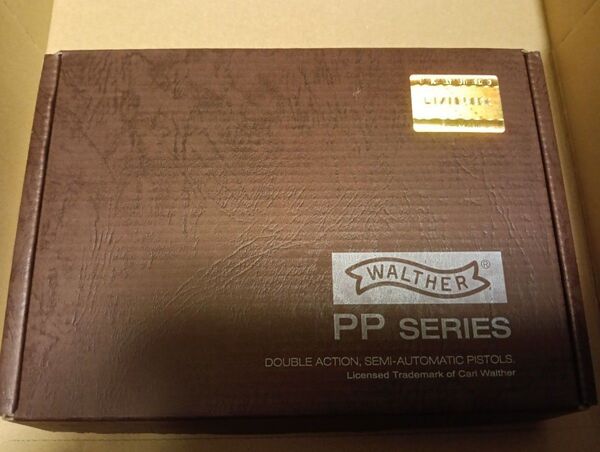 WALTHER®
PP SERIES
DOUBLE ACTION, SEMI-AUTOMATIC PISTOLS.
Licensed Trademark of Carl Walther